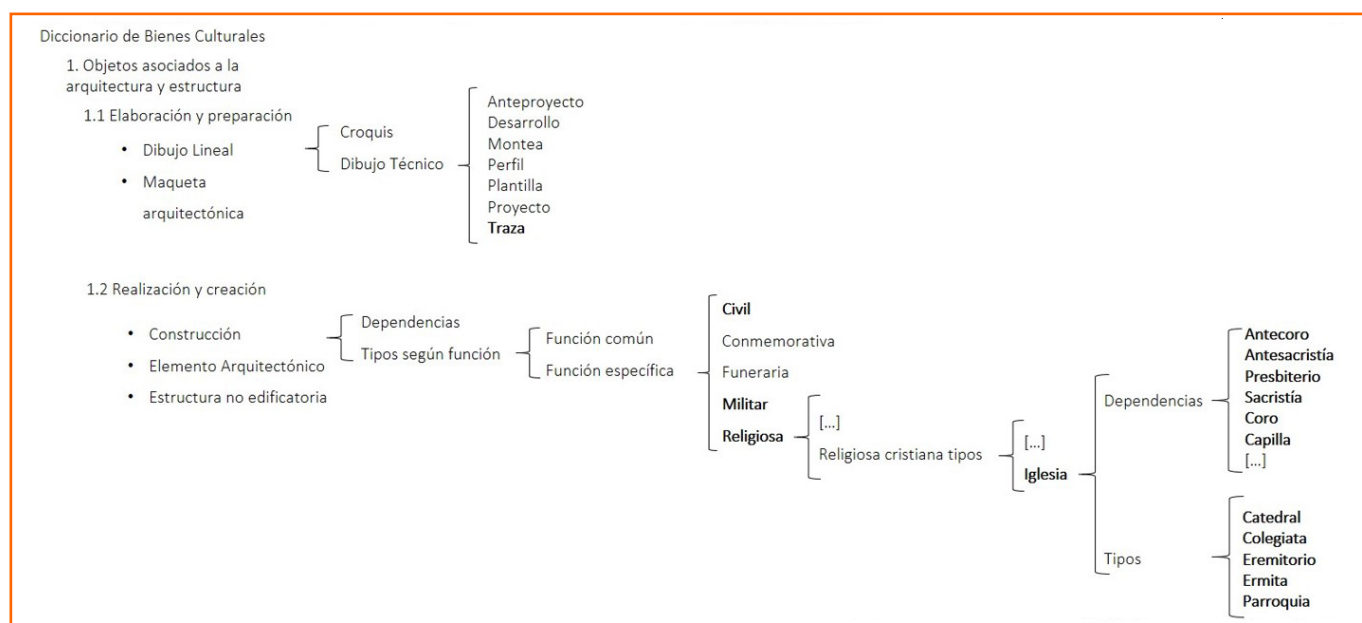 Diccionario de Bienes Culturales
1. Objetos asociados a la
arquitectura y estructura
1.1 Elaboración y preparación
• Dibujo Lineal
• Maqueta
arquitectónica
Croquis
Dibujo Técnico
Anteproyecto
Desarrollo
Montea
Perfil
Plantilla
Proyecto
Traza
1.2 Realización y creación
• Construcción
• Elemento Arquitectónico
• Estructura no edificatoria
Dependencias
Tipos según función
Función común
Función específica
Civil
Conmemorativa
Funeraria
Militar
Religiosa
[...]
Religiosa cristiana tipos
[...]
Iglesia
Dependencias
Antecoro
Antesacristía
Presbiterio
Sacristía
Coro
Capilla
[...]
Tipos
Catedral
Colegiata
Eremitorio
Ermita
Parroquia